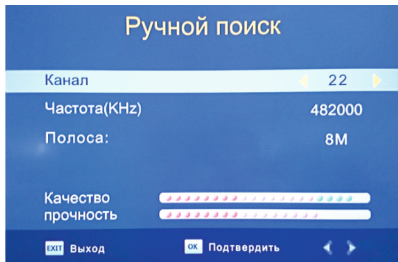 Ручной поиск
Канал 22
Частота(KHz) 482000
Полоса: 8M
Качество
прочность
EXIT Выход OK Подтвердить